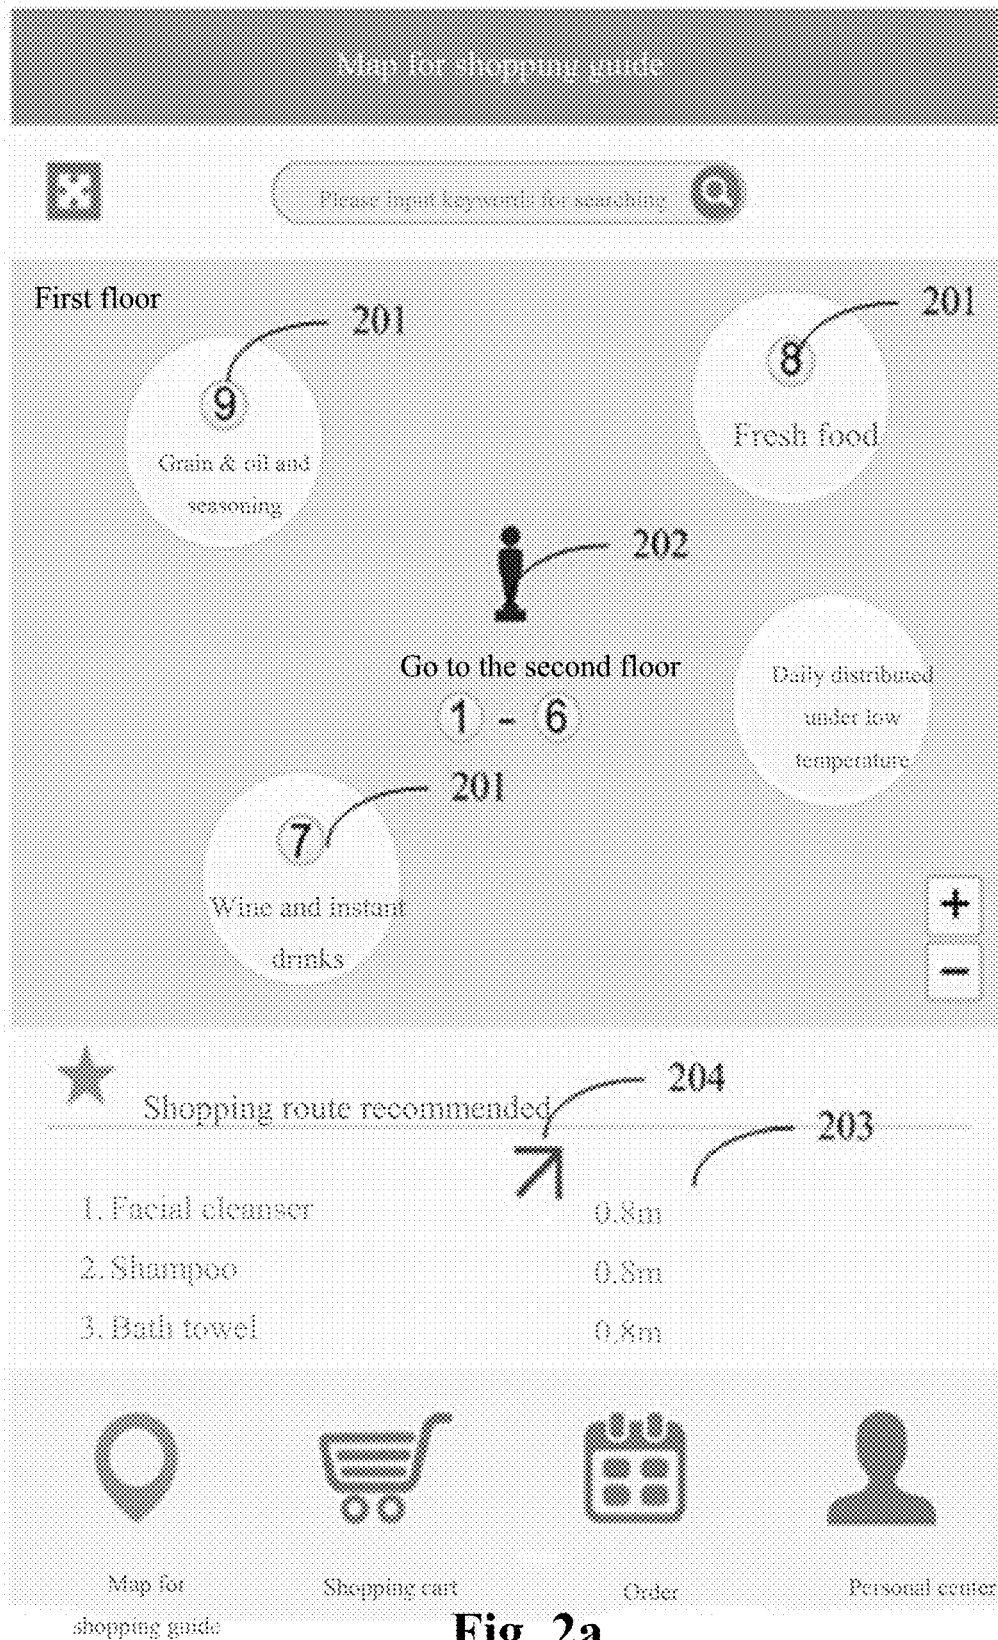 Map for shopping guide
Please input keywords for searching
First floor
201
201
9
8
Grain & oil and
seasoning
Fresh food
202
Go to the second floor
1 - 6
Daily distributed
under low
temperature
201
7
Wine and instant
drinks
+
−
204
Shopping route recommended
203
1. Facial cleanser 0.8m
2. Shampoo 0.8m
3. Bath towel 0.8m
Map for
shopping guide
Shopping cart
Order
Personal center
Fig. 2a